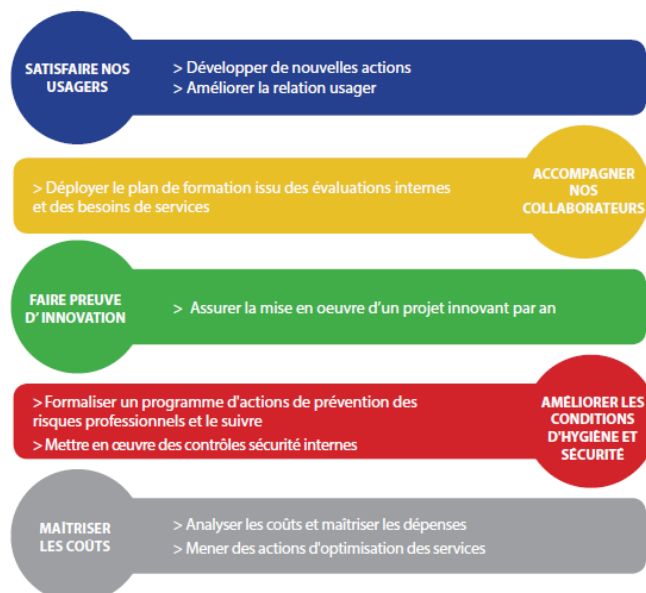 SATISFAIRE NOS
USAGERS
> Développer de nouvelles actions
> Améliorer la relation usager
> Déployer le plan de formation issu des évaluations internes
et des besoins de services
ACCOMPAGNER
NOS
COLLABORATEURS
FAIRE PREUVE
D' INNOVATION
> Assurer la mise en oeuvre d'un projet innovant par an
> Formaliser un programme d'actions de prévention des
risques professionnels et le suivre
> Mettre en œuvre des contrôles sécurité internes
AMÉLIORER LES
CONDITIONS
D'HYGIÈNE ET
SÉCURITÉ
MAÎTRISER
LES COÛTS
> Analyser les coûts et maîtriser les dépenses
> Mener des actions d'optimisation des services